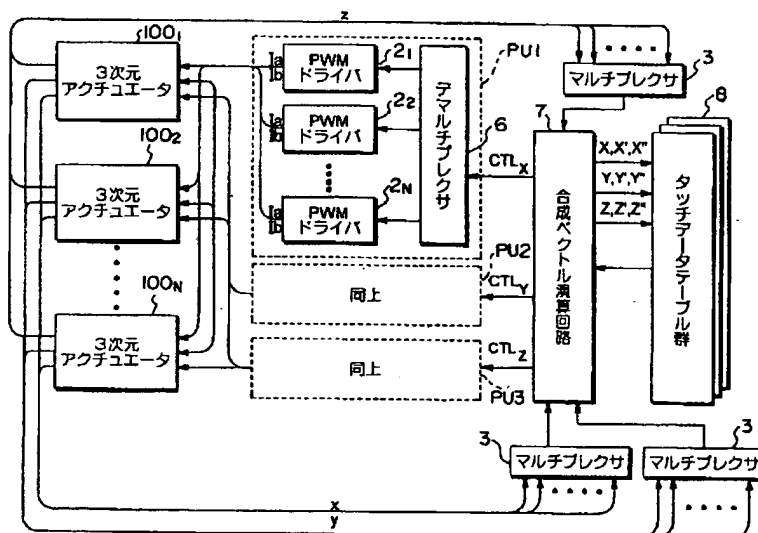 z
100₁
3次元
アクチュエータ
100₂
3次元
アクチュエータ
100N
3次元
アクチュエータ
Ia
Ib
PWM
ドライバ
2₁
Ia
Ib
PWM
ドライバ
2₂
Ia
Ib
PWM
ドライバ
2N
デマルチプレクサ
6
PU1
同上
PU2
同上
PU3
CTLX
CTLY
CTLZ
7
合成ベクトル演算回路
X,X',X"
Y,Y',Y"
Z,Z',Z"
8
タッチデータテーブル群
マルチプレクサ
3
3
マルチプレクサ
3
マルチプレクサ
x
y